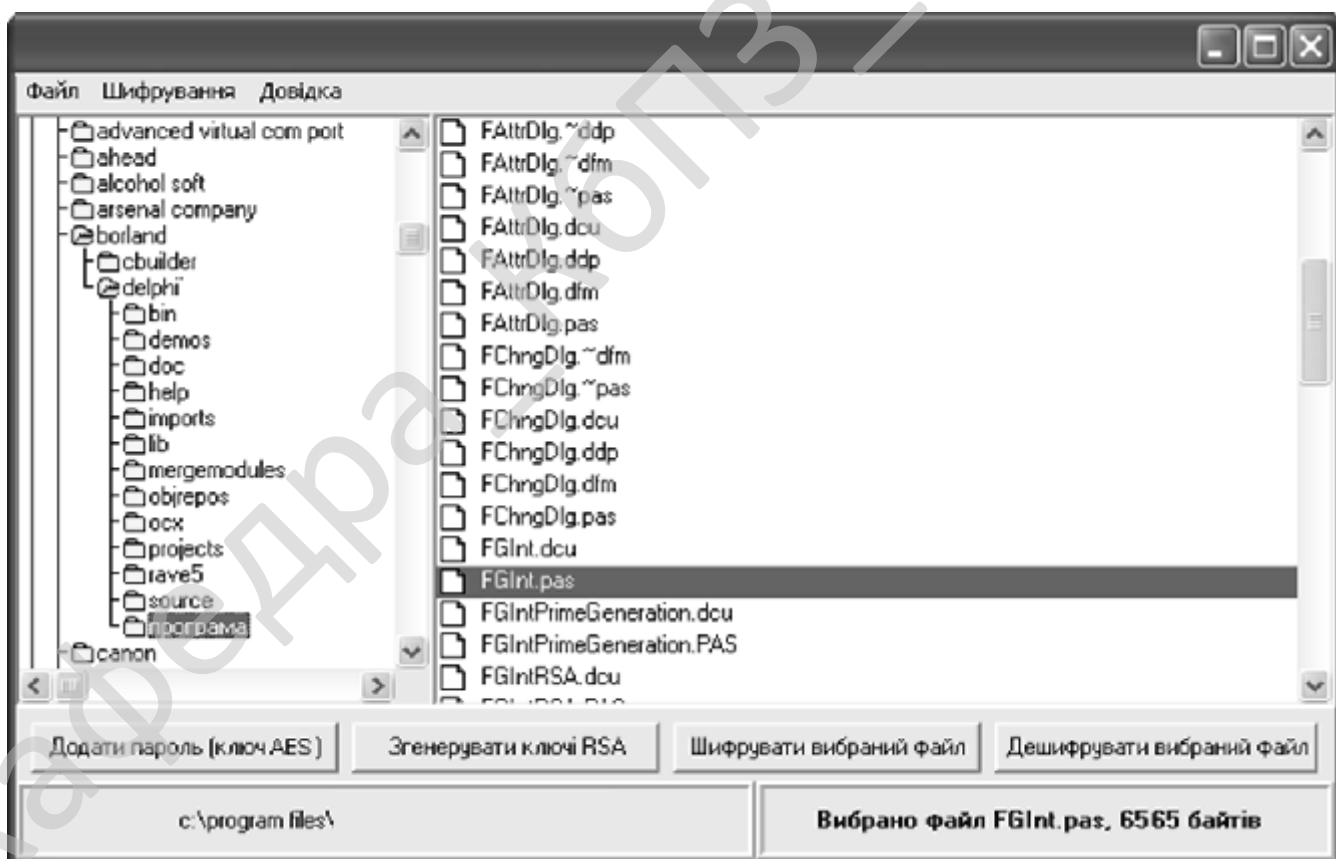 Файл Шифрування Довідка
advanced virtual com port
ahead
alcohol soft
arsenal company
borland
cbuilder
delphi
bin
demos
doc
help
imports
lib
mergemodules
objrepos
ocx
projects
rave5
source
програма
canon
FAttrDlg.~ddp
FAttrDlg.~dfm
FAttrDlg.~pas
FAttrDlg.dcu
FAttrDlg.ddp
FAttrDlg.dfm
FAttrDlg.pas
FChngDlg.~dfm
FChngDlg.~pas
FChngDlg.dcu
FChngDlg.ddp
FChngDlg.dfm
FChngDlg.pas
FGInt.dcu
FGInt.pas
FGIntPrimeGeneration.dcu
FGIntPrimeGeneration.PAS
FGIntRSA.dcu
Додати пароль (ключ AES) Згенерувати ключі RSA Шифрувати вибраний файл Дешифрувати вибраний файл
c:\program files\ Вибрано файл FGInt.pas, 6565 байтів